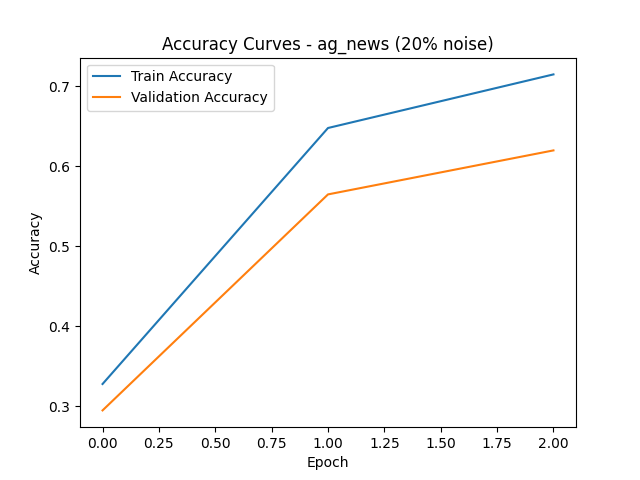 Accuracy Curves - ag_news (20% noise)
Train Accuracy
Validation Accuracy
0.7
0.6
0.5
0.4
0.3
Accuracy
0.00 0.25 0.50 0.75 1.00 1.25 1.50 1.75 2.00
Epoch